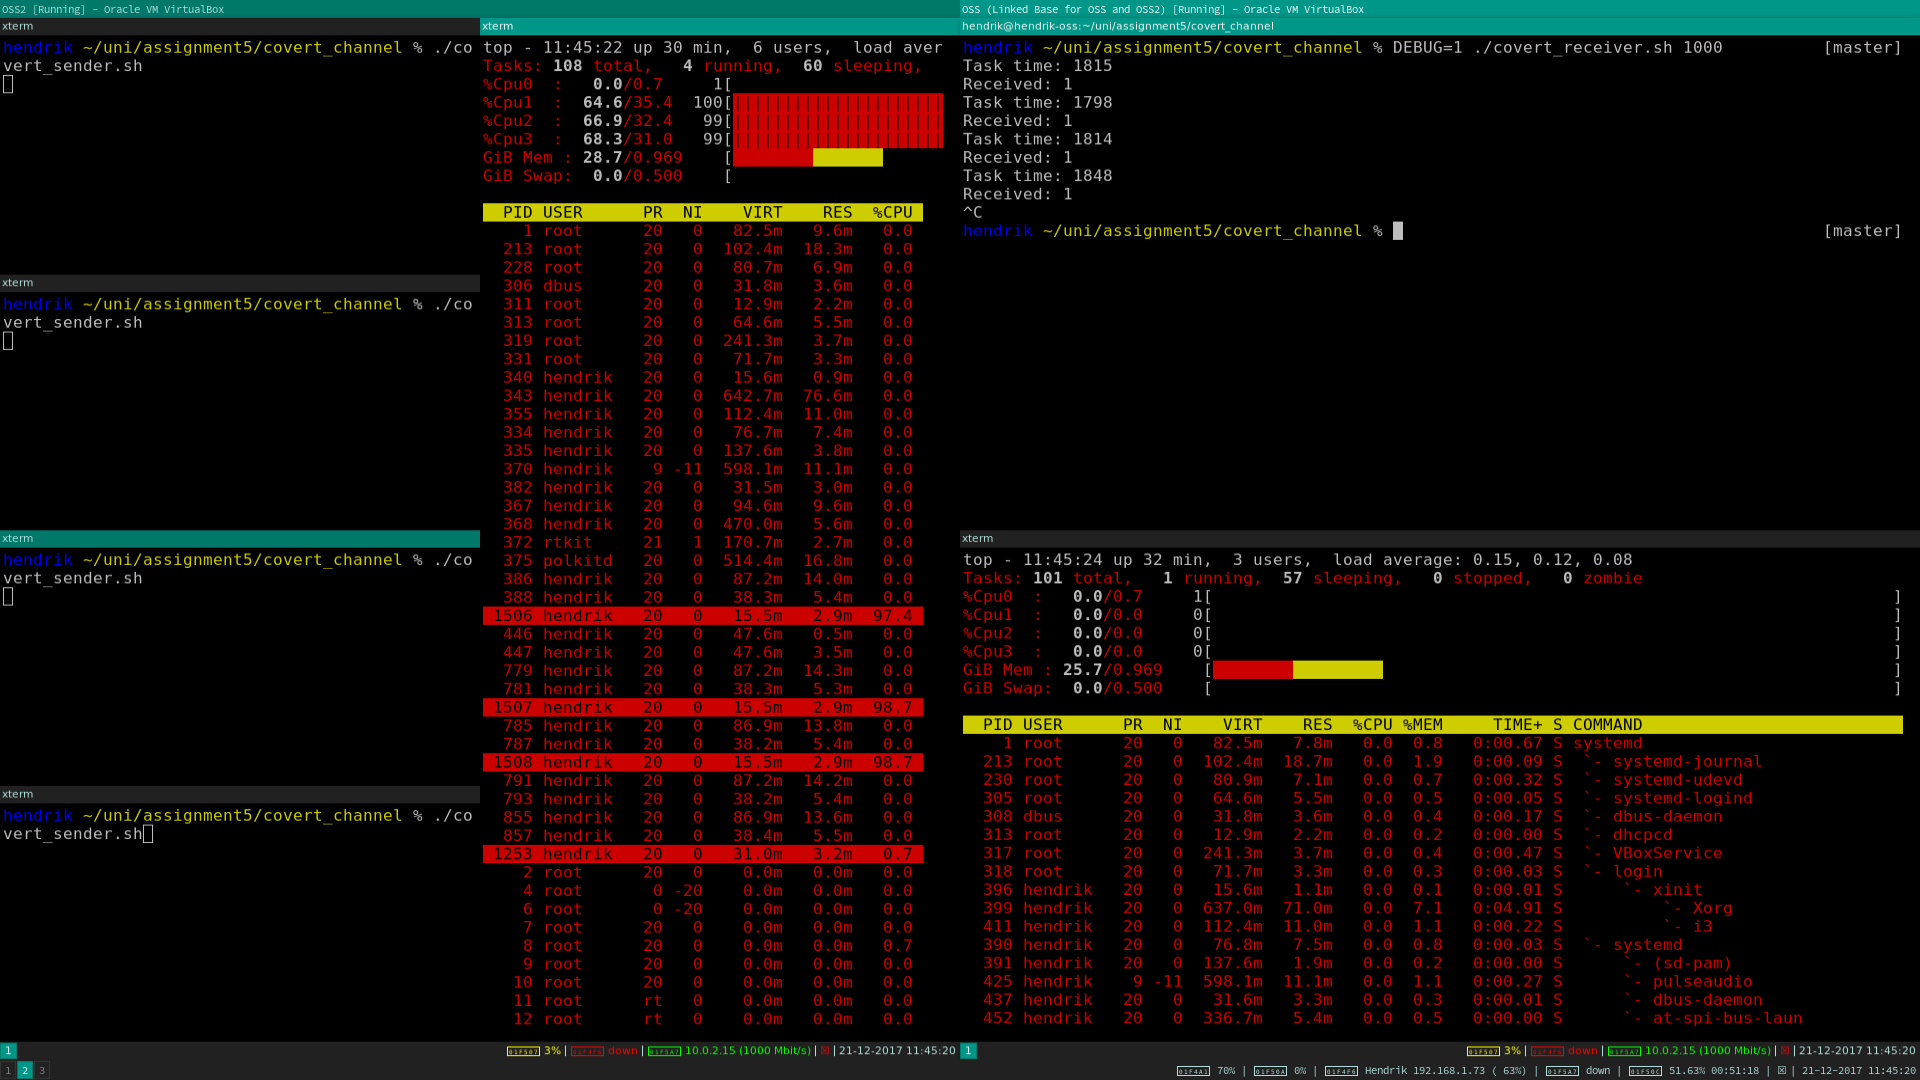 OSS2 [Running] - Oracle VM VirtualBox
xterm
hendrik ~/uni/assignment5/covert_channel % ./co
vert_sender.sh
xterm
hendrik ~/uni/assignment5/covert_channel % ./co
vert_sender.sh
xterm
hendrik ~/uni/assignment5/covert_channel % ./co
vert_sender.sh
xterm
hendrik ~/uni/assignment5/covert_channel % ./co
vert_sender.sh
xterm
top - 11:45:22 up 30 min,  6 users,  load aver
Tasks: 108 total,   4 running,  60 sleeping,
%Cpu0  :   0.0/0.7     1[
%Cpu1  :  64.6/35.4  100[||||||||||||||||||||
%Cpu2  :  66.9/32.4   99[||||||||||||||||||||
%Cpu3  :  68.3/31.0   99[||||||||||||||||||||
GiB Mem : 28.7/0.969    [
GiB Swap:  0.0/0.500    [
PID USER      PR  NI    VIRT    RES  %CPU
1 root      20   0   82.5m   9.6m   0.0
213 root      20   0  102.4m  18.3m   0.0
228 root      20   0   80.7m   6.9m   0.0
306 dbus      20   0   31.8m   3.6m   0.0
311 root      20   0   12.9m   2.2m   0.0
313 root      20   0   64.6m   5.5m   0.0
319 root      20   0  241.3m   3.7m   0.0
331 root      20   0   71.7m   3.3m   0.0
340 hendrik   20   0   15.6m   0.9m   0.0
343 hendrik   20   0  642.7m  76.6m   0.0
355 hendrik   20   0  112.4m  11.0m   0.0
334 hendrik   20   0   76.7m   7.4m   0.0
335 hendrik   20   0  137.6m   3.8m   0.0
370 hendrik    9 -11  598.1m  11.1m   0.0
382 hendrik   20   0   31.5m   3.0m   0.0
367 hendrik   20   0   94.6m   9.6m   0.0
368 hendrik   20   0  470.0m   5.6m   0.0
372 rtkit     21   1  170.7m   2.7m   0.0
375 polkitd   20   0  514.4m  16.8m   0.0
386 hendrik   20   0   87.2m  14.0m   0.0
388 hendrik   20   0   38.3m   5.4m   0.0
1506 hendrik   20   0   15.5m   2.9m  97.4
446 hendrik   20   0   47.6m   0.5m   0.0
447 hendrik   20   0   47.6m   3.5m   0.0
779 hendrik   20   0   87.2m  14.3m   0.0
781 hendrik   20   0   38.3m   5.3m   0.0
1507 hendrik   20   0   15.5m   2.9m  98.7
785 hendrik   20   0   86.9m  13.8m   0.0
787 hendrik   20   0   38.2m   5.4m   0.0
1508 hendrik   20   0   15.5m   2.9m  98.7
791 hendrik   20   0   87.2m  14.2m   0.0
793 hendrik   20   0   38.2m   5.4m   0.0
855 hendrik   20   0   86.9m  13.6m   0.0
857 hendrik   20   0   38.4m   5.5m   0.0
1253 hendrik   20   0   31.0m   3.2m   0.7
2 root      20   0    0.0m   0.0m   0.0
4 root       0 -20    0.0m   0.0m   0.0
6 root       0 -20    0.0m   0.0m   0.0
7 root      20   0    0.0m   0.0m   0.0
8 root      20   0    0.0m   0.0m   0.7
9 root      20   0    0.0m   0.0m   0.0
10 root      20   0    0.0m   0.0m   0.0
11 root      rt   0    0.0m   0.0m   0.0
12 root      rt   0    0.0m   0.0m   0.0
1
3% | down | 10.0.2.15 (1000 Mbit/s) | | 21-12-2017 11:45:20
OSS (Linked Base for OSS and OSS2) [Running] - Oracle VM VirtualBox
hendrik@hendrik-oss:~/uni/assignment5/covert_channel
hendrik ~/uni/assignment5/covert_channel % DEBUG=1 ./covert_receiver.sh 1000          [master]
Task time: 1815
Received: 1
Task time: 1798
Received: 1
Task time: 1814
Received: 1
Task time: 1848
Received: 1
^C
hendrik ~/uni/assignment5/covert_channel %          [master]
xterm
top - 11:45:24 up 32 min,  3 users,  load average: 0.15, 0.12, 0.08
Tasks: 101 total,   1 running,  57 sleeping,   0 stopped,   0 zombie
%Cpu0  :   0.0/0.7     1[          ]
%Cpu1  :   0.0/0.0     0[          ]
%Cpu2  :   0.0/0.0     0[          ]
%Cpu3  :   0.0/0.0     0[          ]
GiB Mem : 25.7/0.969    [          ]
GiB Swap:  0.0/0.500    [          ]
PID USER      PR  NI    VIRT    RES  %CPU %MEM     TIME+ S COMMAND
1 root      20   0   82.5m   7.8m   0.0  0.8   0:00.67 S systemd
213 root      20   0  102.4m  18.7m   0.0  1.9   0:00.09 S  `- systemd-journal
230 root      20   0   80.9m   7.1m   0.0  0.7   0:00.32 S  `- systemd-udevd
305 root      20   0   64.6m   5.5m   0.0  0.5   0:00.05 S  `- systemd-logind
308 dbus      20   0   31.8m   3.6m   0.0  0.4   0:00.17 S  `- dbus-daemon
313 root      20   0   12.9m   2.2m   0.0  0.2   0:00.00 S  `- dhcpcd
317 root      20   0  241.3m   3.7m   0.0  0.4   0:00.47 S  `- VBoxService
318 root      20   0   71.7m   3.3m   0.0  0.3   0:00.03 S  `- login
396 hendrik   20   0   15.6m   1.1m   0.0  0.1   0:00.01 S      `- xinit
399 hendrik   20   0  637.0m  71.0m   0.0  7.1   0:04.91 S          `- Xorg
411 hendrik   20   0  112.4m  11.0m   0.0  1.1   0:00.22 S          `- i3
390 hendrik   20   0   76.8m   7.5m   0.0  0.8   0:00.03 S  `- systemd
391 hendrik   20   0  137.6m   1.9m   0.0  0.2   0:00.00 S      `- (sd-pam)
425 hendrik    9 -11  598.1m  11.1m   0.0  1.1   0:00.27 S      `- pulseaudio
437 hendrik   20   0   31.6m   3.3m   0.0  0.3   0:00.01 S      `- dbus-daemon
452 hendrik   20   0  336.7m   5.4m   0.0  0.5   0:00.00 S      `- at-spi-bus-laun
1
3% | down | 10.0.2.15 (1000 Mbit/s) | | 21-12-2017 11:45:20
1 2 3
70% | 0% | Hendrik 192.168.1.73 ( 63%) | down | 51.63% 00:51:18 | | 21-12-2017 11:45:20